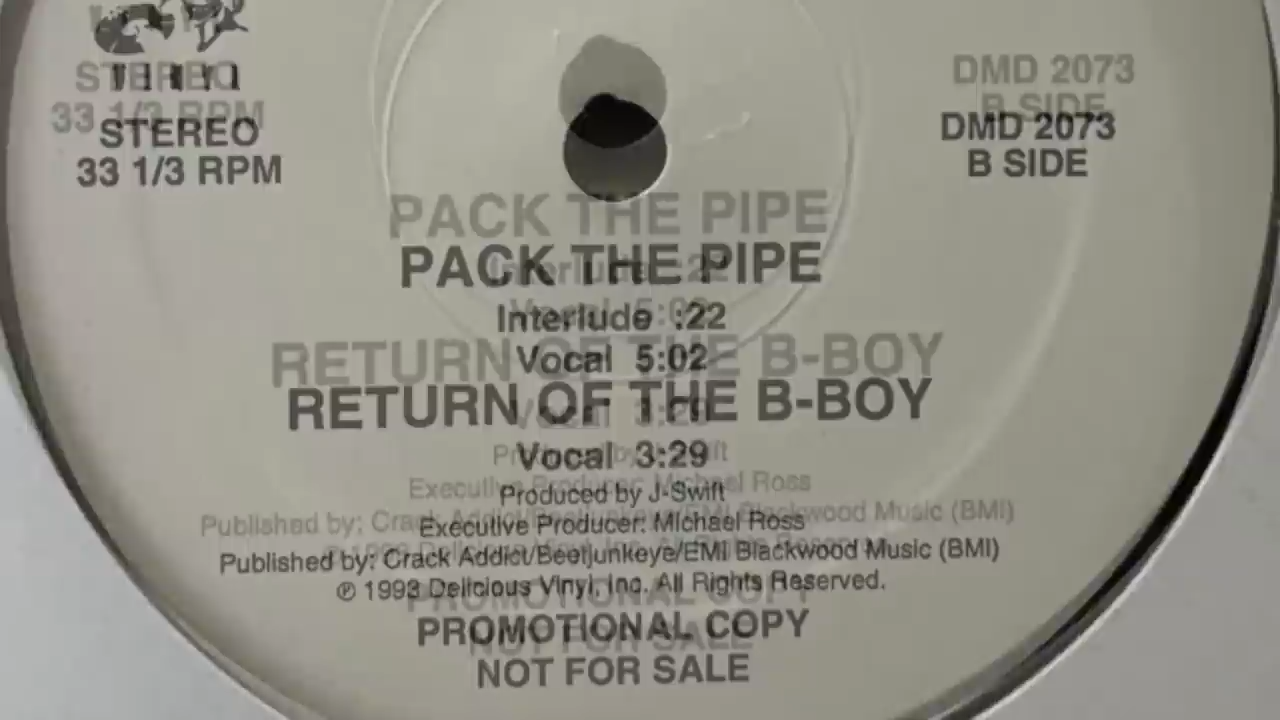 STEREO
33 1/3 RPM
DMD 2073
B SIDE
PACK THE PIPE
Interlude :22
Vocal 5:02
RETURN OF THE B-BOY
Vocal 3:29
Produced by J-Swift
Executive Producer: Michael Ross
Published by: Crack Addict/Beetjunkeye/EMI Blackwood Music (BMI)
℗ 1993 Delicious Vinyl, Inc. All Rights Reserved.
PROMOTIONAL COPY
NOT FOR SALE